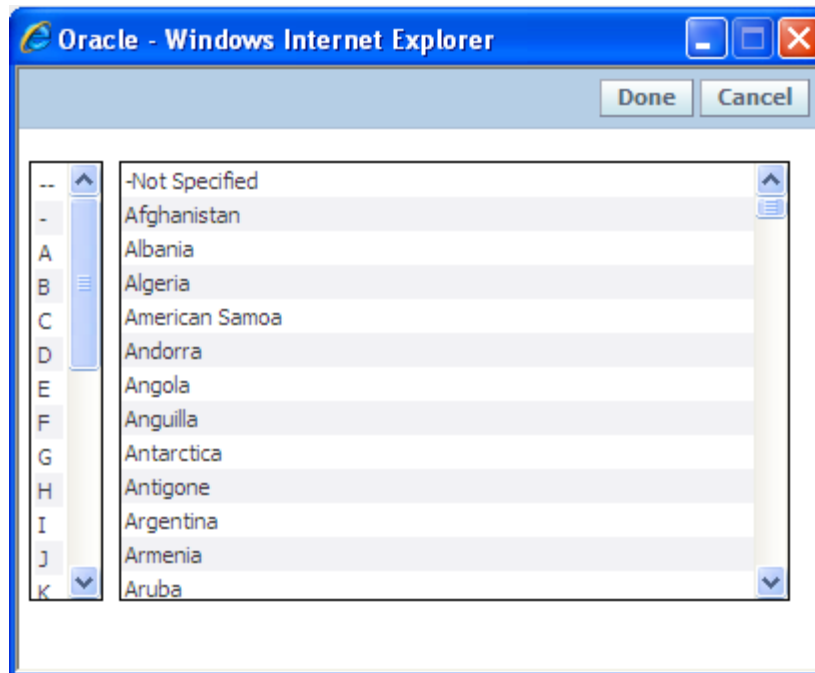 Oracle - Windows Internet Explorer
Done Cancel
--
-
A
B
C
D
E
F
G
H
I
J
K
-Not Specified
Afghanistan
Albania
Algeria
American Samoa
Andorra
Angola
Anguilla
Antarctica
Antigone
Argentina
Armenia
Aruba